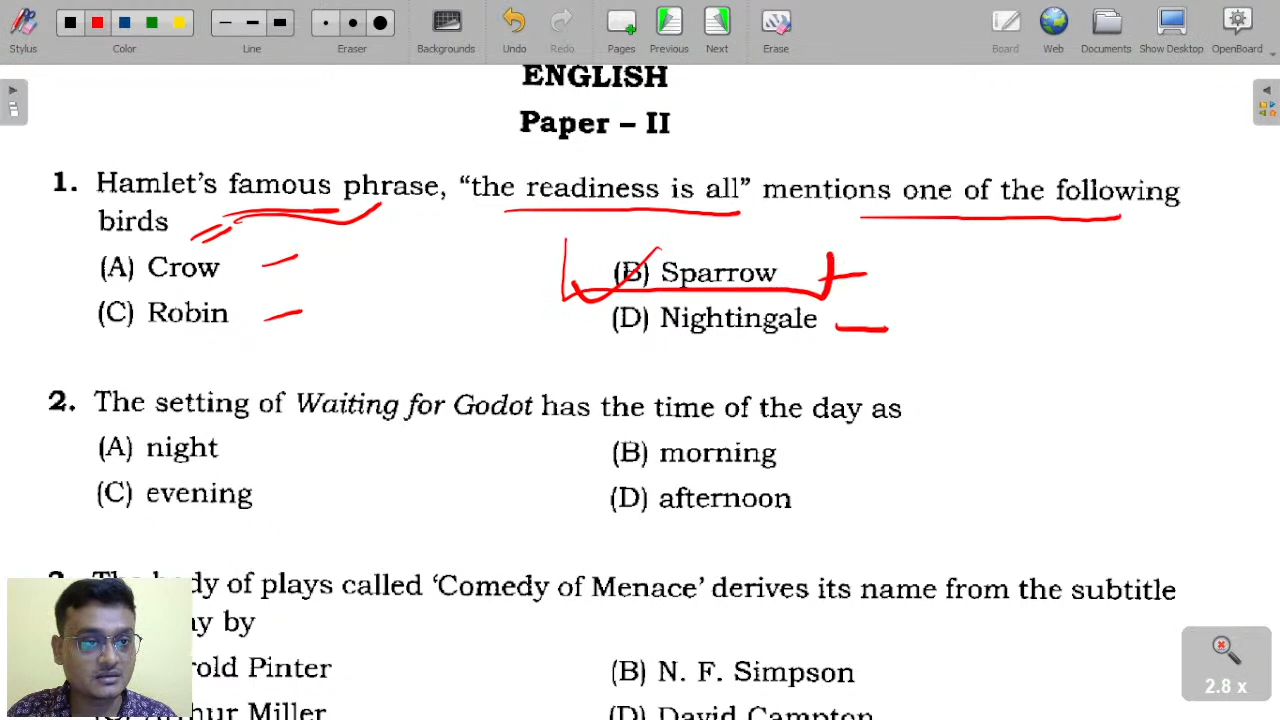 Stylus
Color
Line
Eraser
Backgrounds
Undo
Redo
Pages
Previous
Next
Erase
Board
Web
Documents
Show Desktop
OpenBoard
ENGLISH
Paper – II
1. Hamlet's famous phrase, “the readiness is all” mentions one of the following
birds
(A) Crow
(B) Sparrow
(C) Robin
(D) Nightingale
2. The setting of Waiting for Godot has the time of the day as
(A) night
(B) morning
(C) evening
(D) afternoon
of plays called ‘Comedy of Menace’ derives its name from the subtitle
by
Pinter
(B) N. F. Simpson
Miller
(D) David Campton
2.8 x